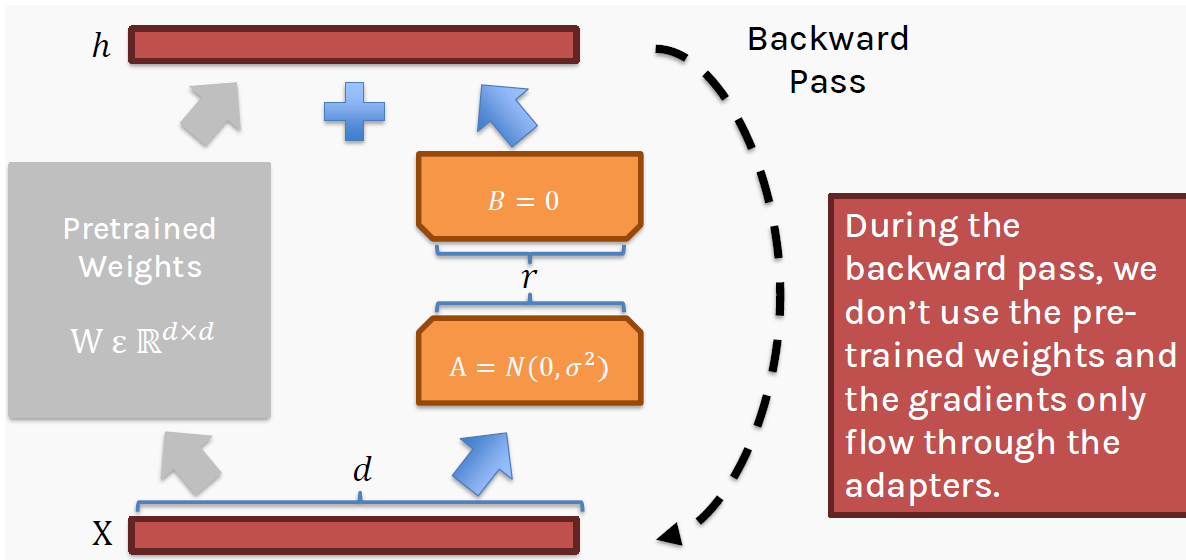 h
Backward
Pass
Pretrained
Weights
W ε ℝ^{d×d}
B = 0
r
A = N(0, σ²)
d
X
During the
backward pass, we
don't use the pre-
trained weights and
the gradients only
flow through the
adapters.